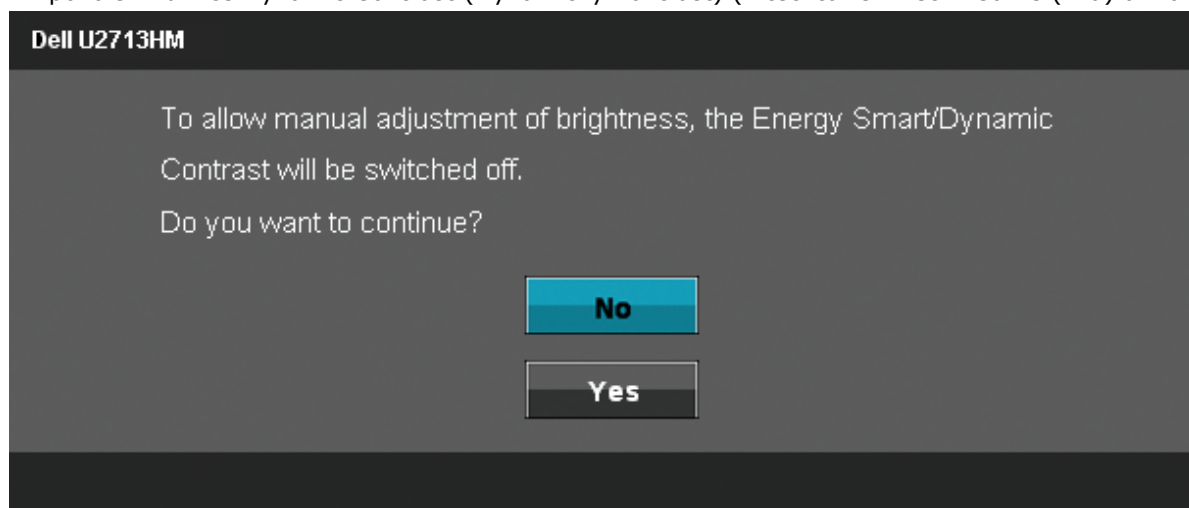 Dell U2713HM
To allow manual adjustment of brightness, the Energy Smart/Dynamic
Contrast will be switched off.
Do you want to continue?
No
Yes